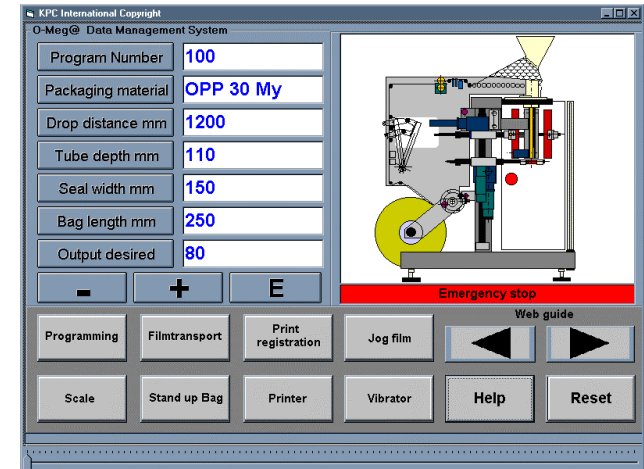 KPC International Copyright
O-Meg@ Data Management System
Program Number 100
Packaging material OPP 30 My
Drop distance mm 1200
Tube depth mm 110
Seal width mm 150
Bag length mm 250
Output desired 80
- + E
Emergency stop
Web guide
Programming Filmtransport Print registration Jog film
Scale Stand up Bag Printer Vibrator Help Reset